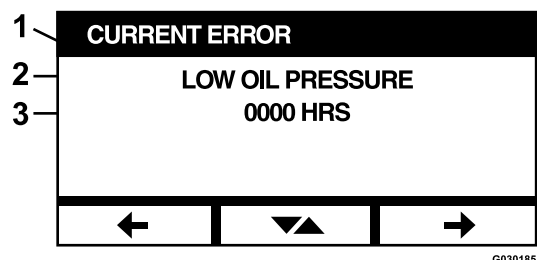 1 CURRENT ERROR
2 LOW OIL PRESSURE
3 0000 HRS
G030185